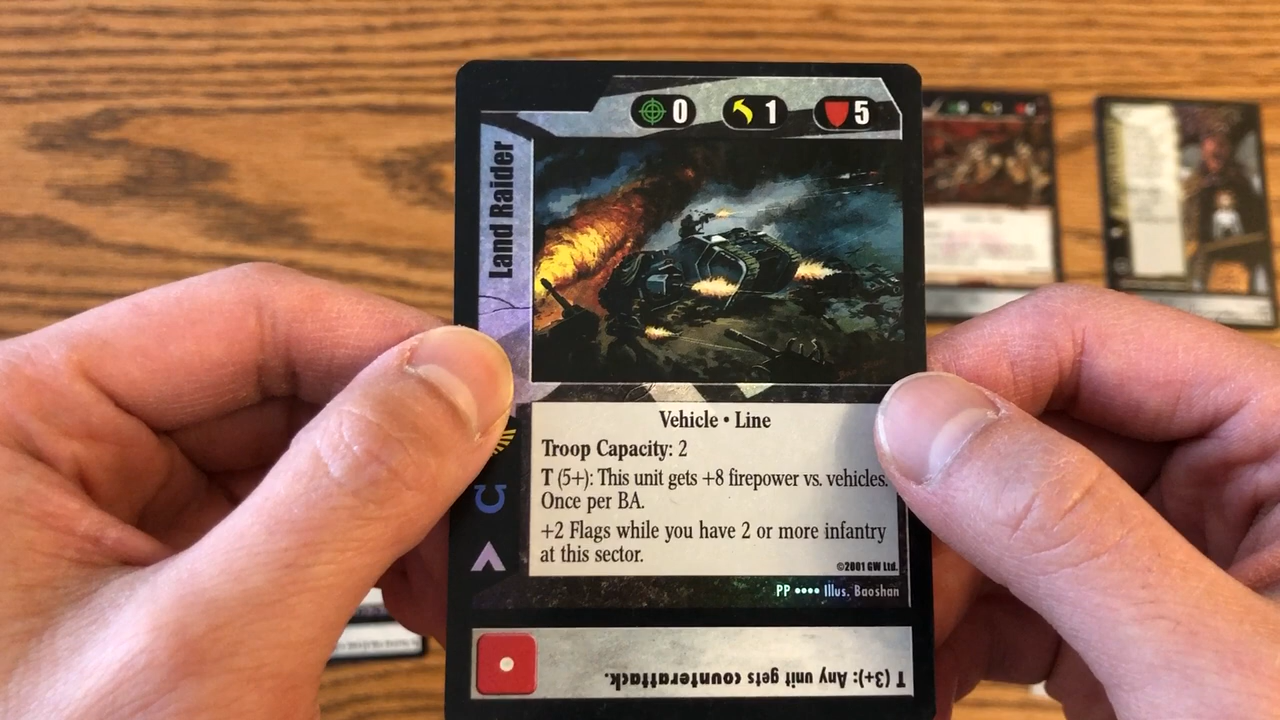 0 1 5
Land Raider
Vehicle • Line
Troop Capacity: 2
T (5+): This unit gets +8 firepower vs. vehicles.
Once per BA.
+2 Flags while you have 2 or more infantry
at this sector.
©2001 GW Ltd.
PP •••• Illus. Baoshan
T (3+): Any unit gets counterattack.